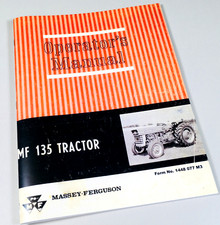 Operator's
Manual
MF 135 TRACTOR
Form No. 1448 077 M3
MASSEY-FERGUSON